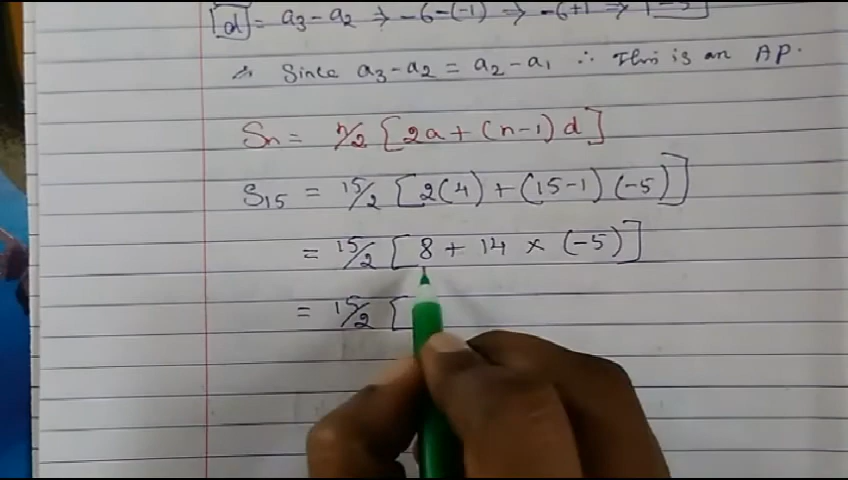 [d] = a₃ - a₂ ⇒ -6-(-1) ⇒ -6+1 ⇒ [-5]
∴ Since a₃ - a₂ = a₂ - a₁ ∴ This is an AP.
Sn = n/2 [2a + (n-1) d]
S₁₅ = 15/2 [2(4) + (15-1) (-5)]
= 15/2 [8 + 14 × (-5)]
= 15/2 [